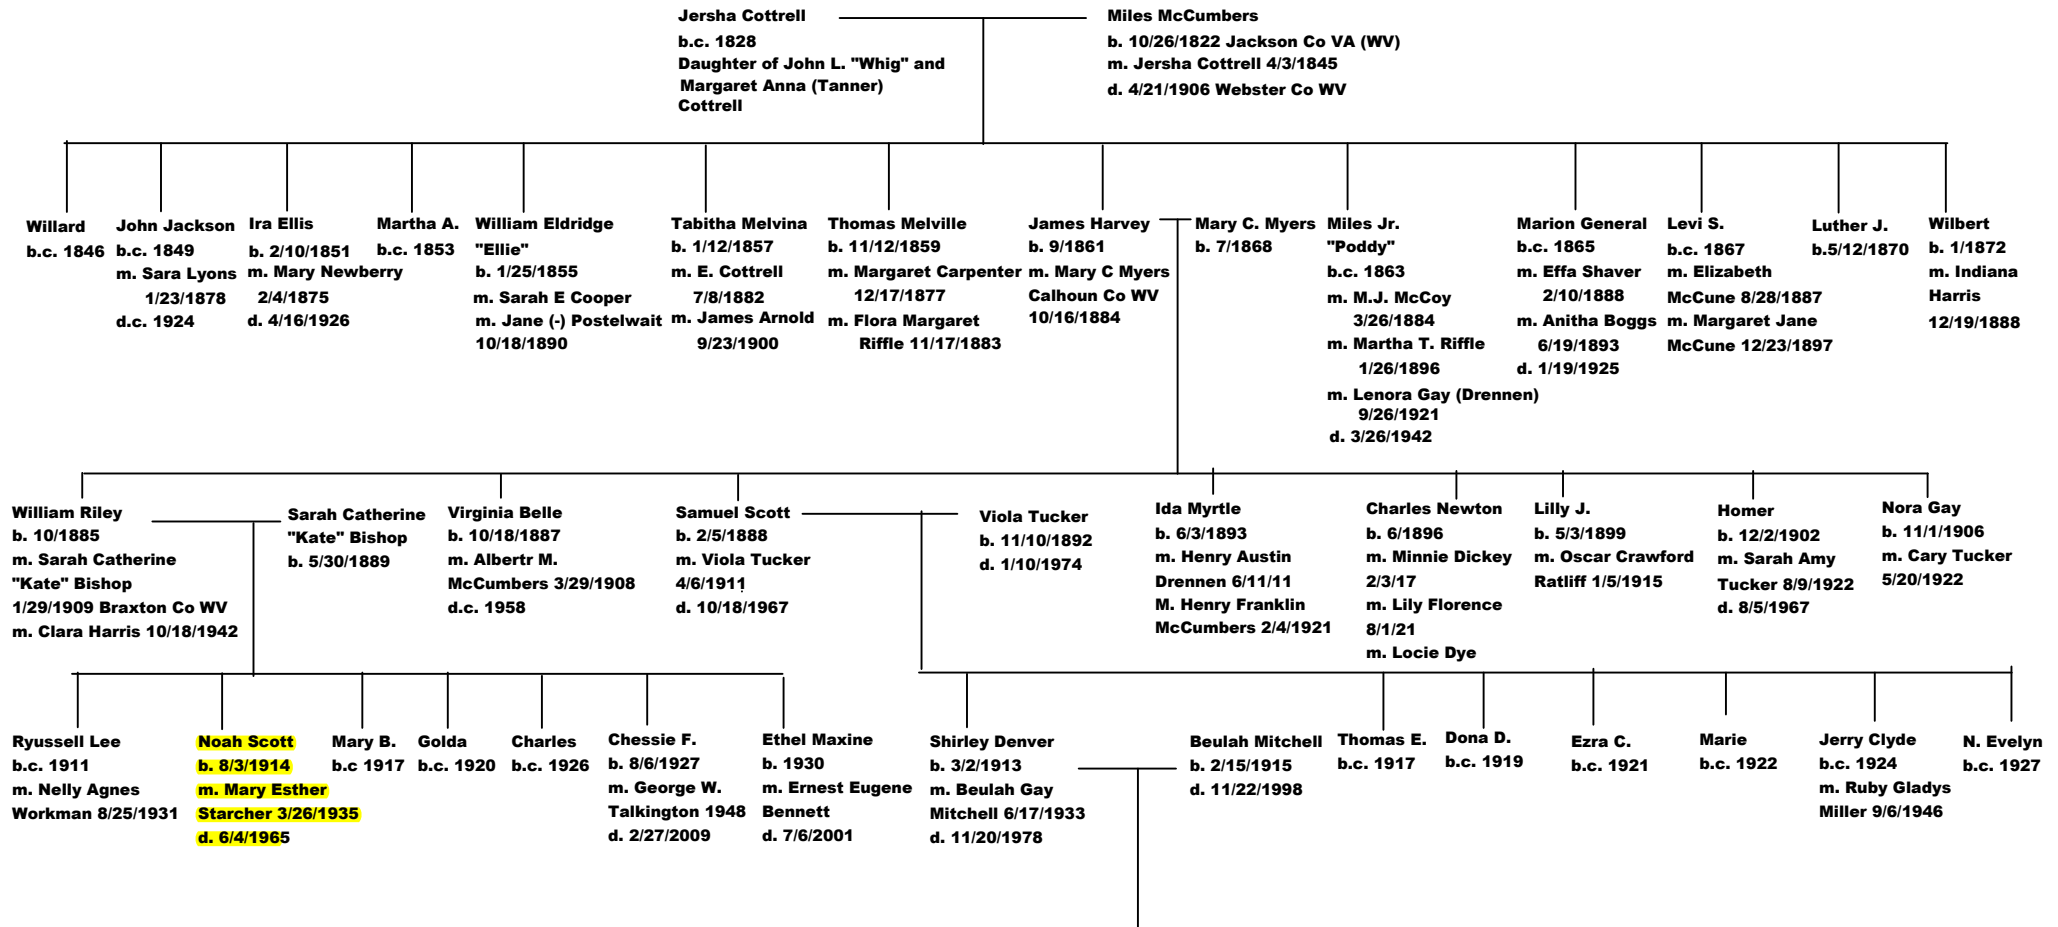 Jersha Cottrell
b.c. 1828
Daughter of John L. "Whig" and
Margaret Anna (Tanner)
Cottrell
Miles McCumbers
b. 10/26/1822 Jackson Co VA (WV)
m. Jersha Cottrell 4/3/1845
d. 4/21/1906 Webster Co WV
Willard
b.c. 1846
John Jackson
b.c. 1849
m. Sara Lyons
1/23/1878
d.c. 1924
Ira Ellis
b. 2/10/1851
m. Mary Newberry
2/4/1875
d. 4/16/1926
Martha A.
b.c. 1853
William Eldridge
"Ellie"
b. 1/25/1855
m. Sarah E Cooper
m. Jane (-) Postelwait
10/18/1890
Tabitha Melvina
b. 1/12/1857
m. E. Cottrell
7/8/1882
m. James Arnold
9/23/1900
Thomas Melville
b. 11/12/1859
m. Margaret Carpenter
12/17/1877
m. Flora Margaret
Riffle 11/17/1883
James Harvey
b. 9/1861
m. Mary C Myers
Calhoun Co WV
10/16/1884
Mary C. Myers
b. 7/1868
Miles Jr.
"Poddy"
b.c. 1863
m. M.J. McCoy
3/26/1884
m. Martha T. Riffle
1/26/1896
m. Lenora Gay (Drennen)
9/26/1921
d. 3/26/1942
Marion General
b.c. 1865
m. Effa Shaver
2/10/1888
m. Anitha Boggs
6/19/1893
d. 1/19/1925
Levi S.
b.c. 1867
m. Elizabeth
McCune 8/28/1887
m. Margaret Jane
McCune 12/23/1897
Luther J.
b.5/12/1870
Wilbert
b. 1/1872
m. Indiana
Harris
12/19/1888
William Riley
b. 10/1885
m. Sarah Catherine
"Kate" Bishop
1/29/1909 Braxton Co WV
m. Clara Harris 10/18/1942
Sarah Catherine
"Kate" Bishop
b. 5/30/1889
Virginia Belle
b. 10/18/1887
m. Albertr M.
McCumbers 3/29/1908
d.c. 1958
Samuel Scott
b. 2/5/1888
m. Viola Tucker
4/6/1911
d. 10/18/1967
Viola Tucker
b. 11/10/1892
d. 1/10/1974
Ida Myrtle
b. 6/3/1893
m. Henry Austin
Drennen 6/11/11
M. Henry Franklin
McCumbers 2/4/1921
Charles Newton
b. 6/1896
m. Minnie Dickey
2/3/17
m. Lily Florence
8/1/21
m. Locie Dye
Lilly J.
b. 5/3/1899
m. Oscar Crawford
Ratliff 1/5/1915
Homer
b. 12/2/1902
m. Sarah Amy
Tucker 8/9/1922
d. 8/5/1967
Nora Gay
b. 11/1/1906
m. Cary Tucker
5/20/1922
Ryussell Lee
b.c. 1911
m. Nelly Agnes
Workman 8/25/1931
Noah Scott
b. 8/3/1914
m. Mary Esther
Starcher 3/26/1935
d. 6/4/1965
Mary B.
b.c 1917
Golda
b.c. 1920
Charles
b.c. 1926
Chessie F.
b. 8/6/1927
m. George W.
Talkington 1948
d. 2/27/2009
Ethel Maxine
b. 1930
m. Ernest Eugene
Bennett
d. 7/6/2001
Shirley Denver
b. 3/2/1913
m. Beulah Gay
Mitchell 6/17/1933
d. 11/20/1978
Beulah Mitchell
b. 2/15/1915
d. 11/22/1998
Thomas E.
b.c. 1917
Dona D.
b.c. 1919
Ezra C.
b.c. 1921
Marie
b.c. 1922
Jerry Clyde
b.c. 1924
m. Ruby Gladys
Miller 9/6/1946
N. Evelyn
b.c. 1927